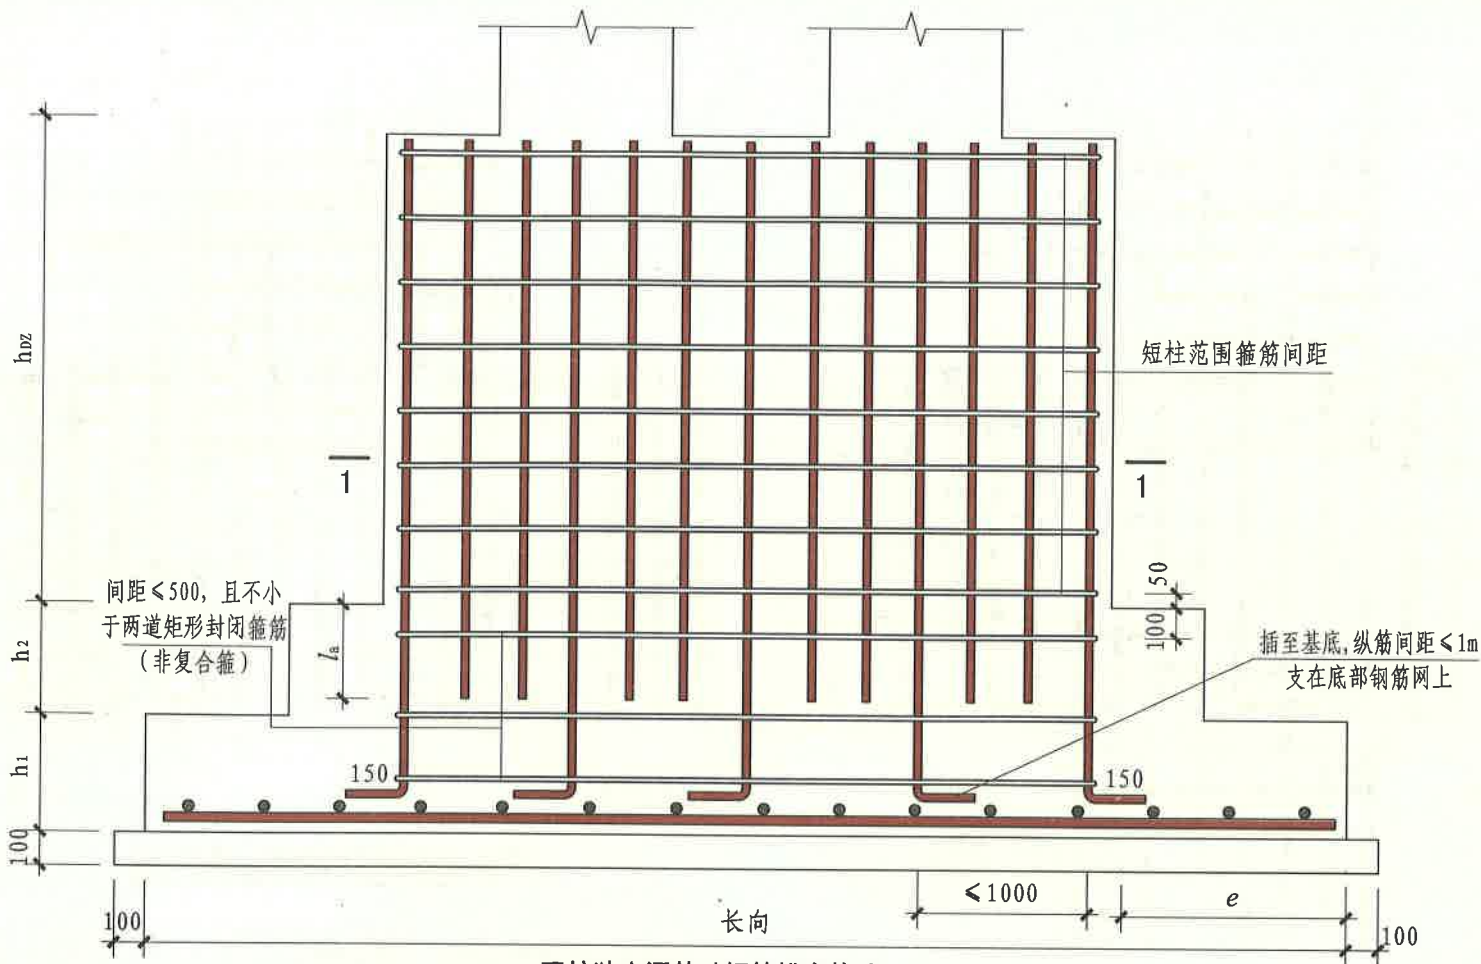 h_DZ
短柱范围箍筋间距
1
1
间距≤500, 且不小
于两道矩形封闭箍筋
(非复合箍)
50
100
h₂
lₐ
插至基底,纵筋间距≤1m
支在底部钢筋网上
h₁
150
150
100
≤1000
e
100
长向
100